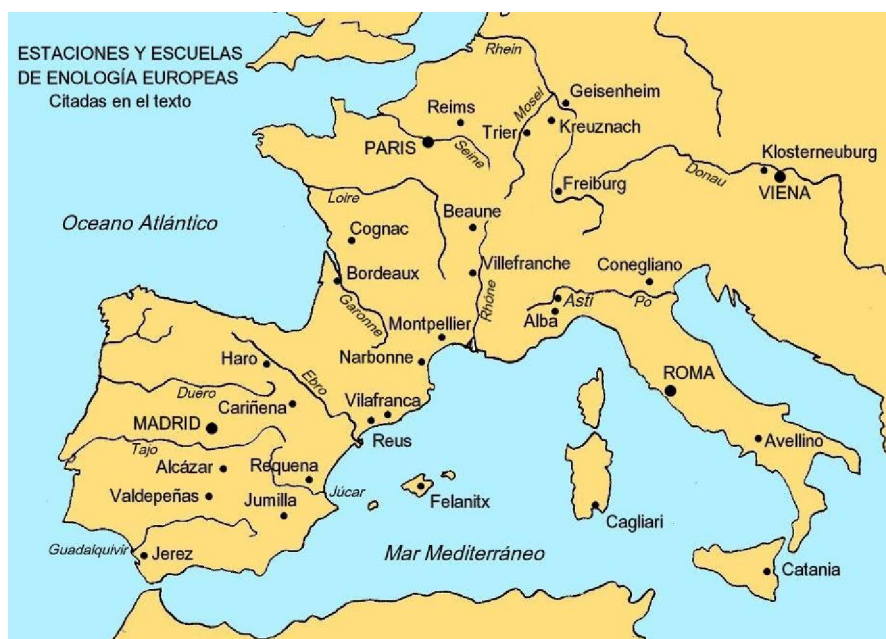 ESTACIONES Y ESCUELAS
DE ENOLOGÍA EUROPEAS
Citadas en el texto
Rhein
Geisenheim
Reims
Mosel
Trier
Kreuznach
PARIS
Seine
Klosterneuburg
Donau
VIENA
Freiburg
Loire
Oceano Atlántico
Beaune
Cognac
Villefranche
Conegliano
Bordeaux
Garonne
Rhóne
Asti
Po
Alba
Montpellier
Haro
Narbonne
Ebro
ROMA
Duero
Cariñena
Vilafranca
MADRID
Reus
Avellino
Tajo
Alcázar
Requena
Valdepeñas
Jumilla
Júcar
Felanitx
Cagliari
Guadalquivir
Jerez
Mar Mediterráneo
Catania